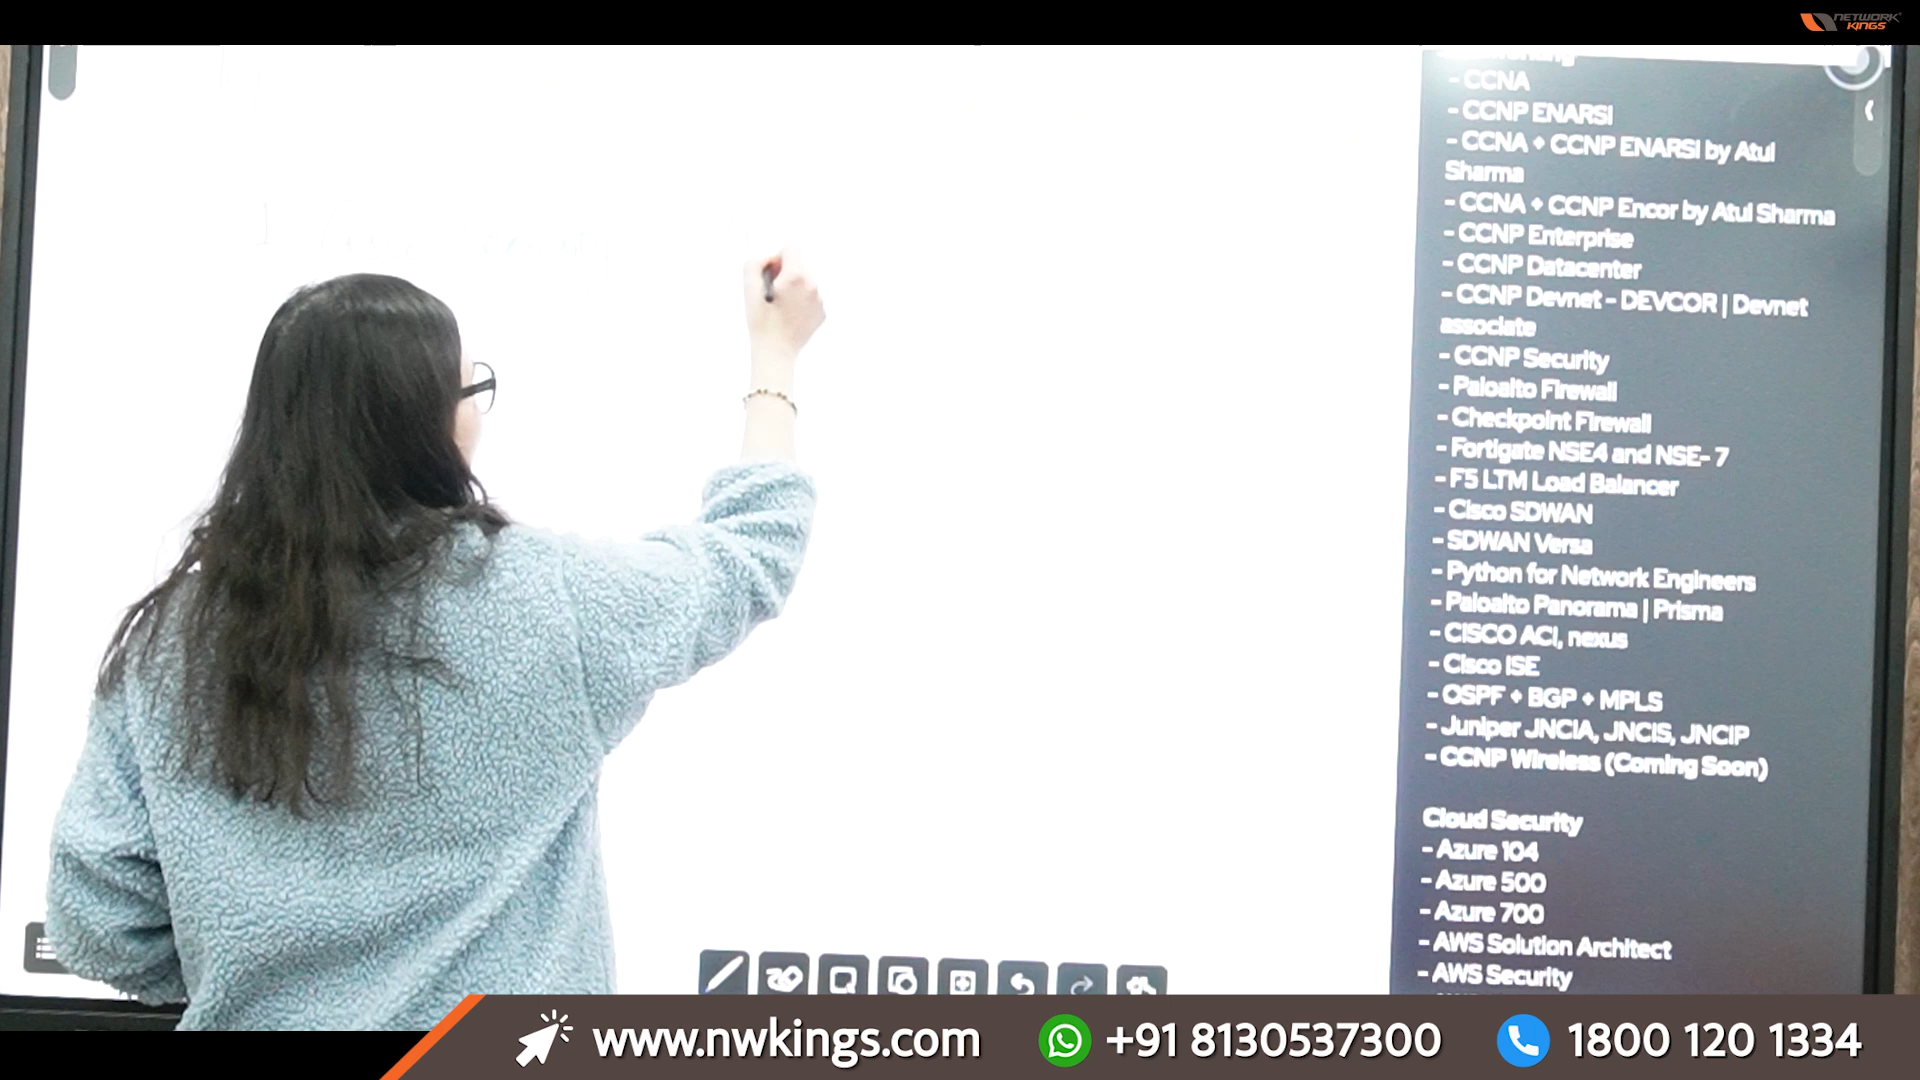 NETWORK
KINGS
- CCNA
- CCNP ENARSI
- CCNA + CCNP ENARSI by Atul
Sharma
- CCNA + CCNP Encor by Atul Sharma
- CCNP Enterprise
- CCNP Datacenter
- CCNP Devnet - DEVCOR | Devnet
associate
- CCNP Security
- Paloalto Firewall
- Checkpoint Firewall
- Fortigate NSE4 and NSE- 7
- F5 LTM Load Balancer
- Cisco SDWAN
- SDWAN Versa
- Python for Network Engineers
- Paloalto Panorama | Prisma
- CISCO ACI, nexus
- Cisco ISE
- OSPF + BGP + MPLS
- Juniper JNCIA, JNCIS, JNCIP
- CCNP Wireless (Coming Soon)
Cloud Security
- Azure 104
- Azure 500
- Azure 700
- AWS Solution Architect
- AWS Security
www.nwkings.com +91 8130537300 1800 120 1334